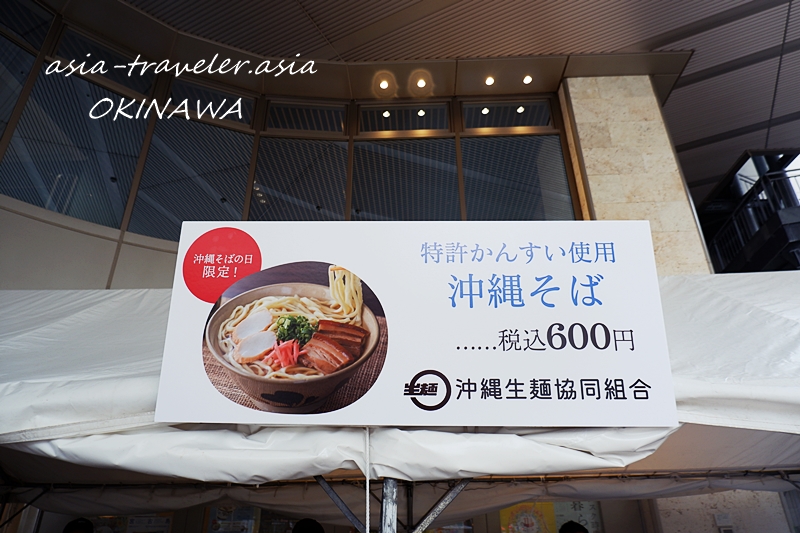 asia-traveler.asia
OKINAWA
沖縄そばの日
限定！
特許かんすい使用
沖縄そば
……税込600円
生麺
沖縄生麺協同組合